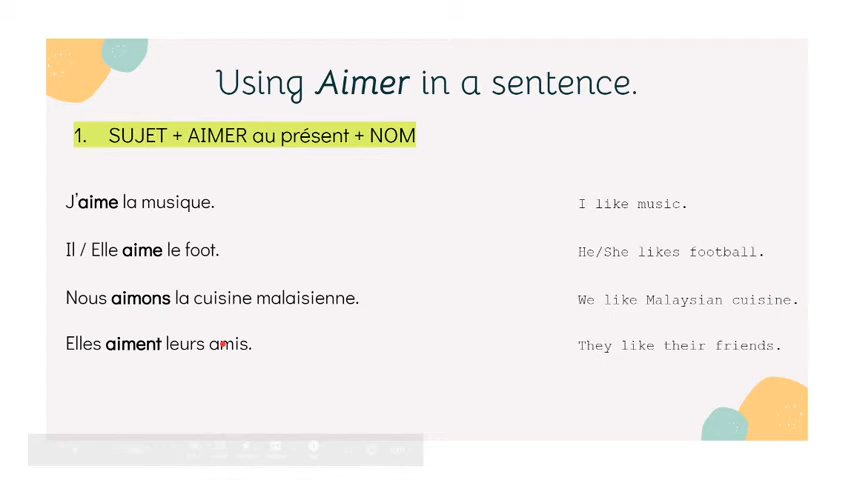 Using Aimer in a sentence.
1. SUJET + AIMER au présent + NOM
J'aime la musique.
I like music.
Il / Elle aime le foot.
He/She likes football.
Nous aimons la cuisine malaisienne.
We like Malaysian cuisine.
Elles aiment leurs amis.
They like their friends.